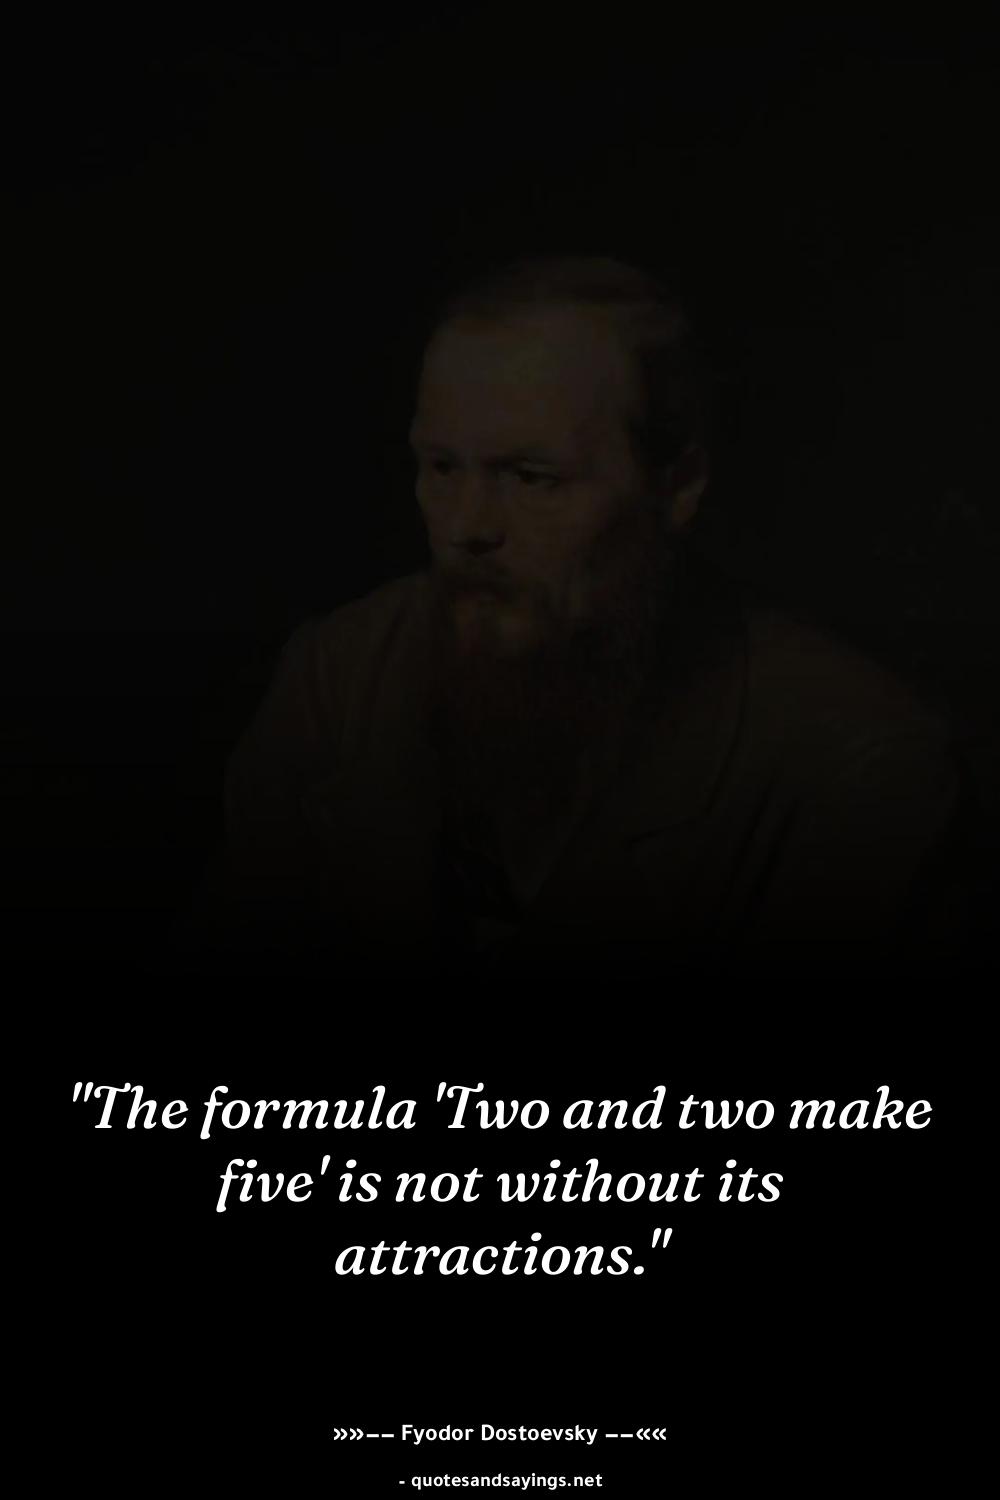 "The formula 'Two and two make
five' is not without its
attractions."
»»−− Fyodor Dostoevsky −−««
- quotesandsayings.net